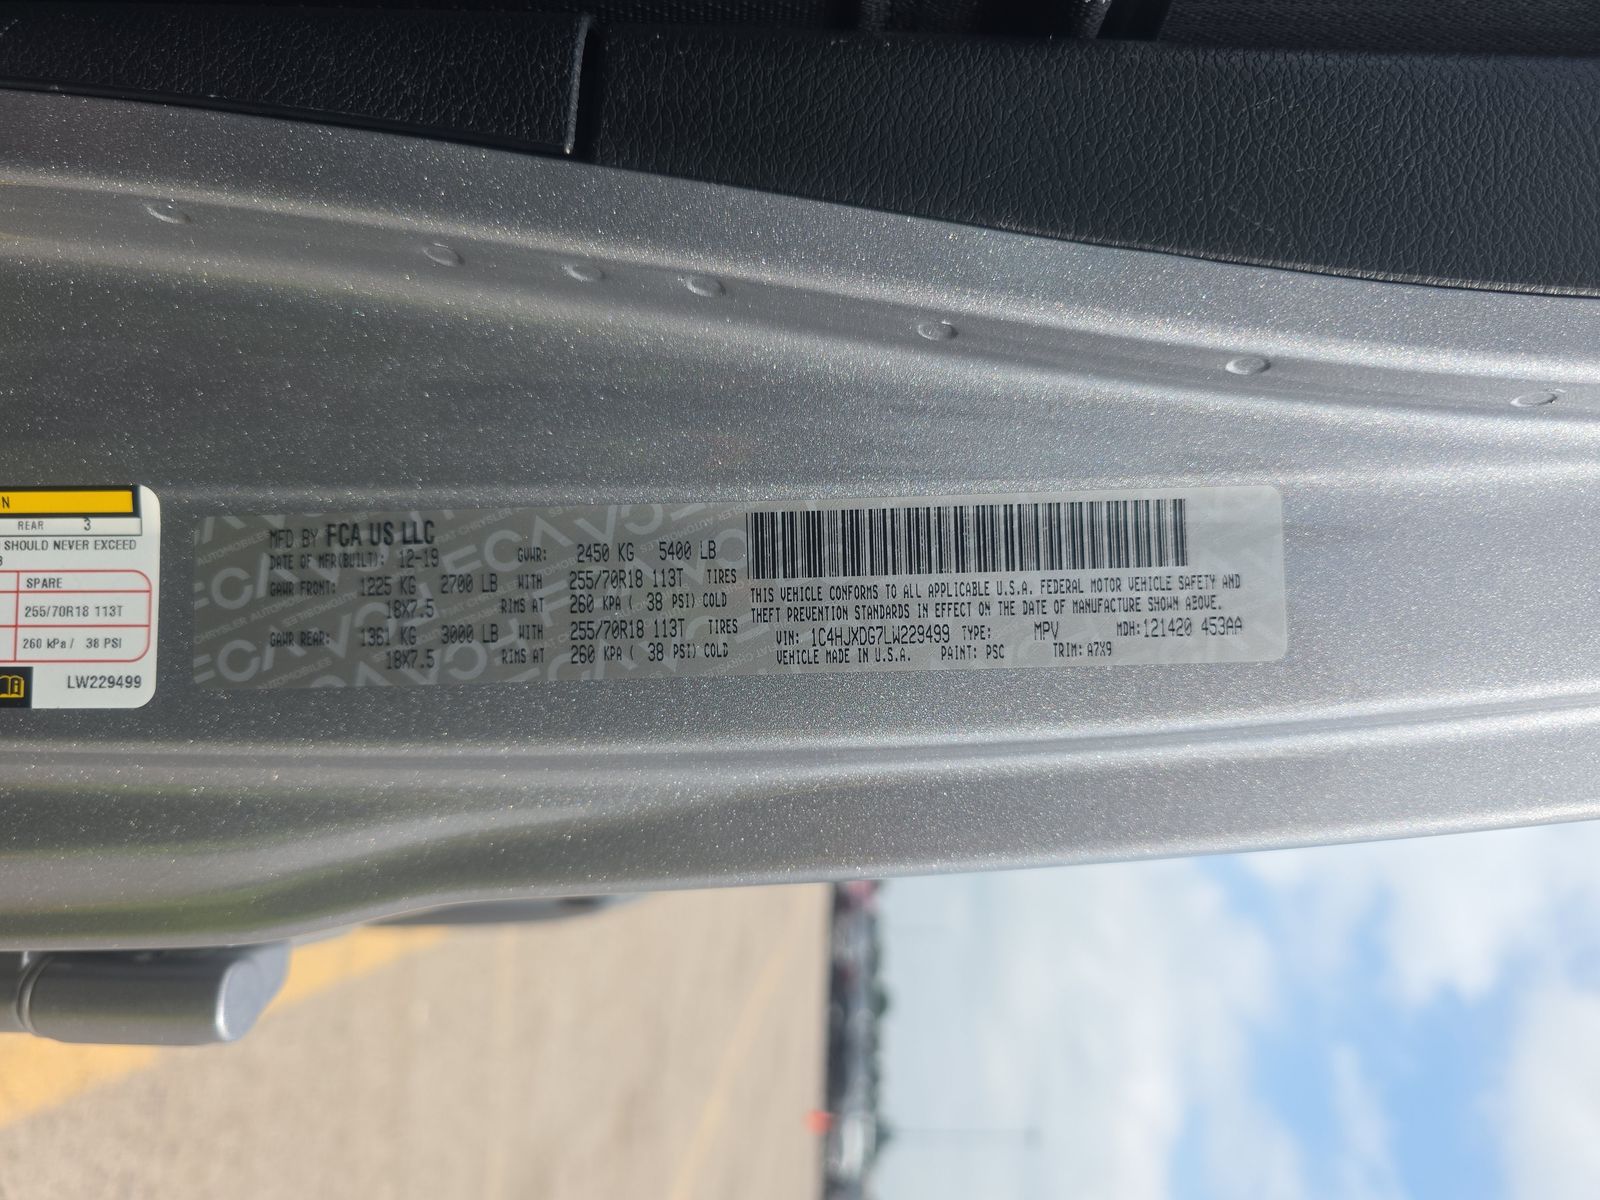 N
REAR 3
SHOULD NEVER EXCEED
SPARE
255/70R18 113T
260 kPa / 38 PSI
LW229499
MFD BY FCA US LLC
DATE OF MFR(BUILT): 12-19 GVWR: 2450 KG 5400 LB
GAWR FRONT: 1225 KG 2700 LB WITH 255/70R18 113T TIRES
18X7.5 RIMS AT 260 KPA ( 38 PSI) COLD
GAWR REAR: 1361 KG 3000 LB WITH 255/70R18 113T TIRES
18X7.5 RIMS AT 260 KPA ( 38 PSI) COLD
THIS VEHICLE CONFORMS TO ALL APPLICABLE U.S.A. FEDERAL MOTOR VEHICLE SAFETY AND
THEFT PREVENTION STANDARDS IN EFFECT ON THE DATE OF MANUFACTURE SHOWN ABOVE.
VIN: 1C4HJXDG7LW229499 TYPE: MPV MDH: 121420 453AA
VEHICLE MADE IN U.S.A. PAINT: PSC TRIM: A7X9